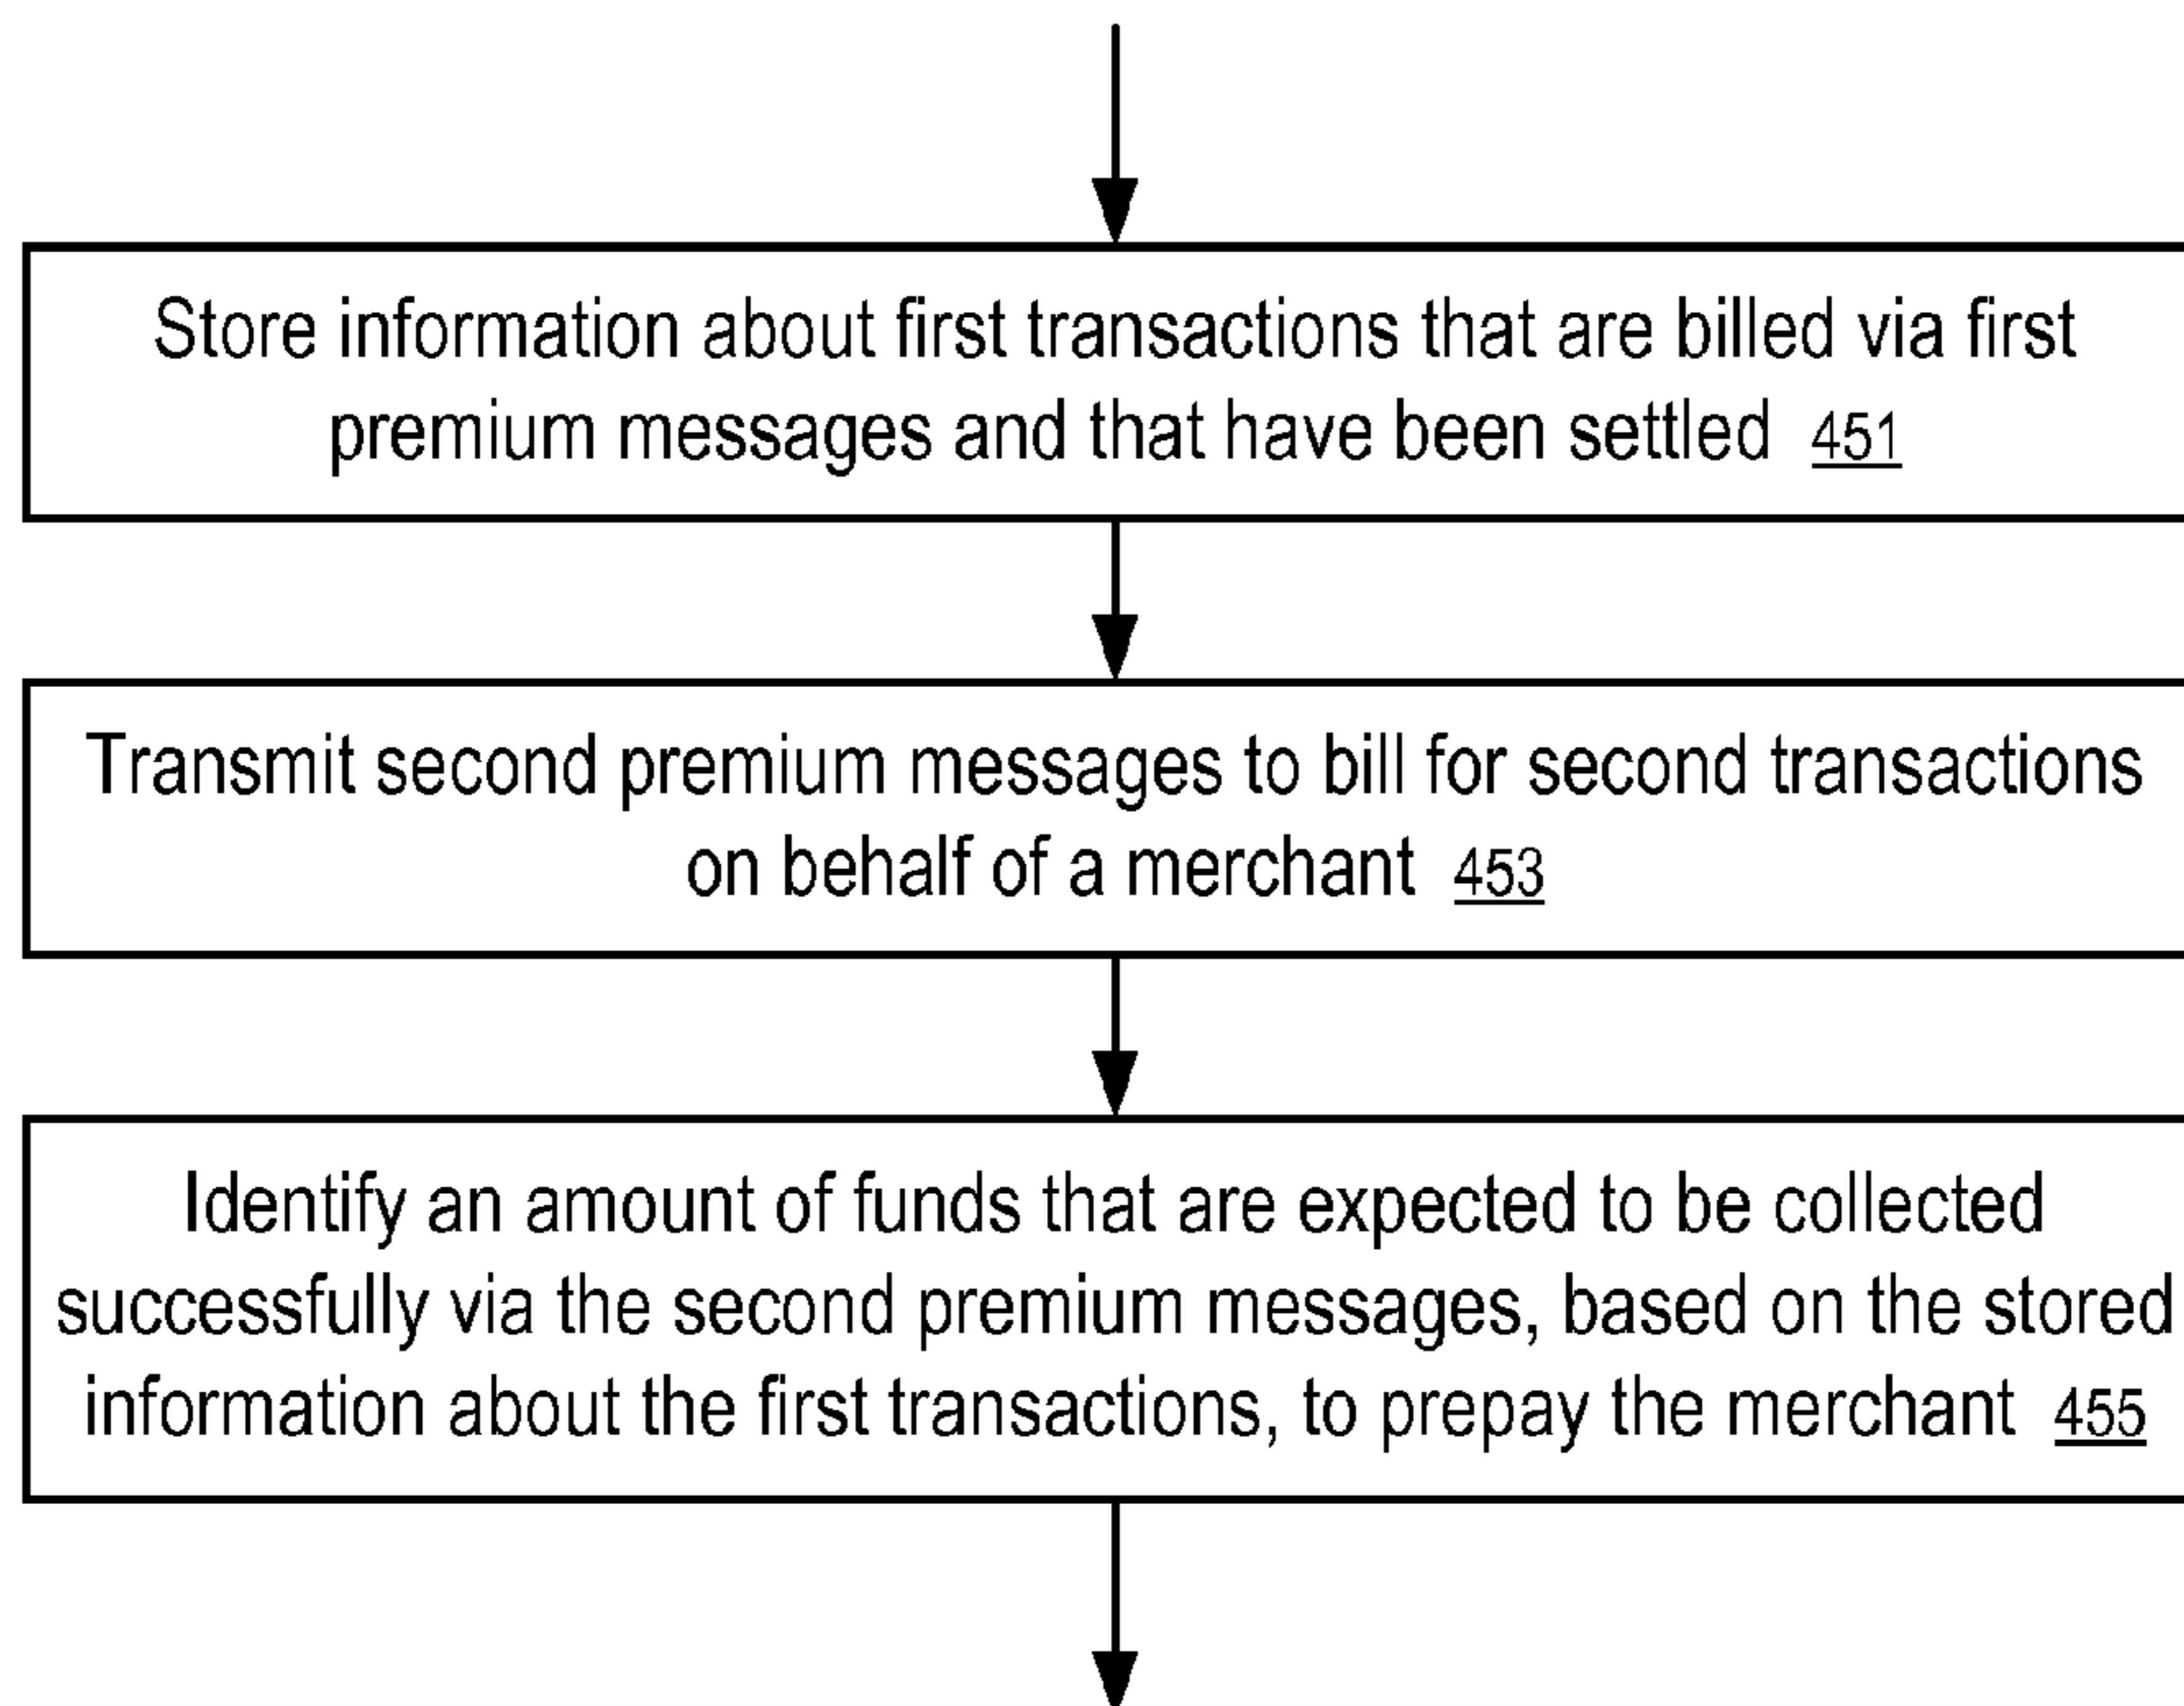 Store information about first transactions that are billed via first
premium messages and that have been settled 451
Transmit second premium messages to bill for second transactions
on behalf of a merchant 453
Identify an amount of funds that are expected to be collected
successfully via the second premium messages, based on the stored
information about the first transactions, to prepay the merchant 455